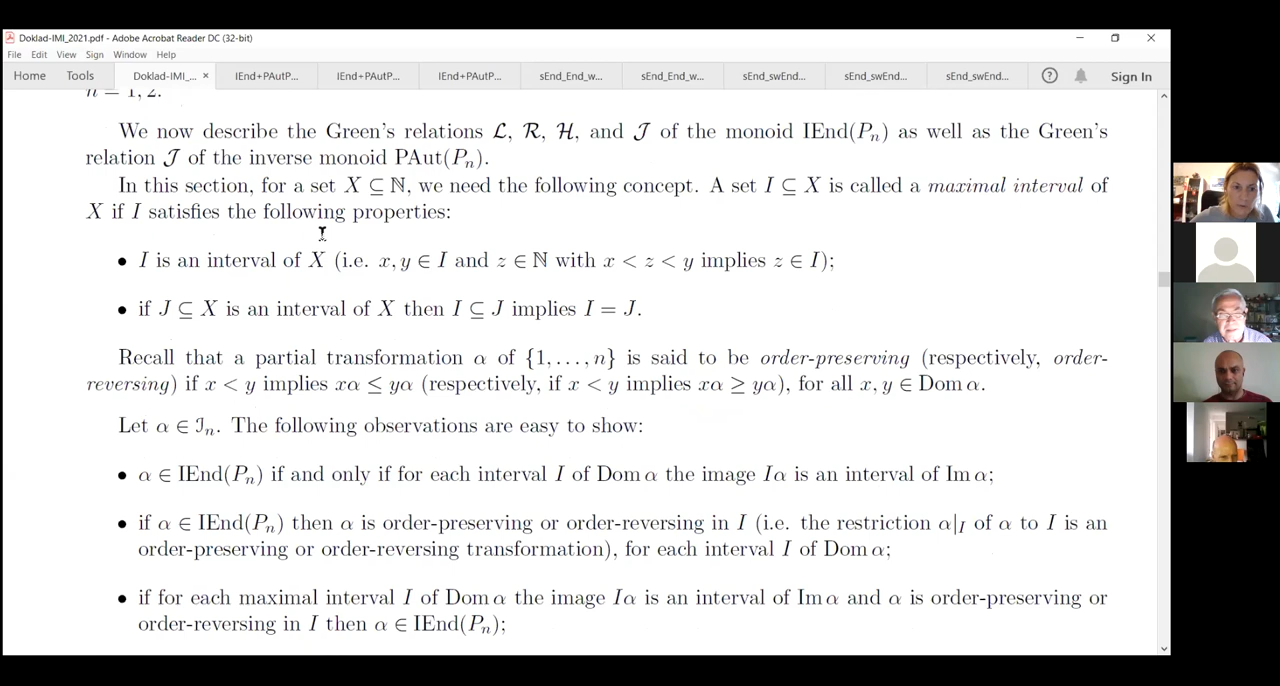 Doklad-IMI_2021.pdf - Adobe Acrobat Reader DC (32-bit)
File Edit View Sign Window Help
Home Tools Doklad-IMI_... × IEnd+PAutP... IEnd+PAutP... IEnd+PAutP... sEnd_End_w... sEnd_End_w... sEnd_swEnd... sEnd_swEnd... sEnd_swEnd... Sign In
n = 1, 2.
We now describe the Green's relations ℒ, ℛ, ℋ, and 𝒥 of the monoid IEnd(Pₙ) as well as the Green's
relation 𝒥 of the inverse monoid PAut(Pₙ).
In this section, for a set X ⊆ ℕ, we need the following concept. A set I ⊆ X is called a maximal interval of
X if I satisfies the following properties:
• I is an interval of X (i.e. x, y ∈ I and z ∈ ℕ with x < z < y implies z ∈ I);
• if J ⊆ X is an interval of X then I ⊆ J implies I = J.
Recall that a partial transformation α of {1, . . . , n} is said to be order-preserving (respectively, order-
reversing) if x < y implies xα ≤ yα (respectively, if x < y implies xα ≥ yα), for all x, y ∈ Dom α.
Let α ∈ ℐₙ. The following observations are easy to show:
• α ∈ IEnd(Pₙ) if and only if for each interval I of Dom α the image Iα is an interval of Im α;
• if α ∈ IEnd(Pₙ) then α is order-preserving or order-reversing in I (i.e. the restriction α|_I of α to I is an
order-preserving or order-reversing transformation), for each interval I of Dom α;
• if for each maximal interval I of Dom α the image Iα is an interval of Im α and α is order-preserving or
order-reversing in I then α ∈ IEnd(Pₙ);